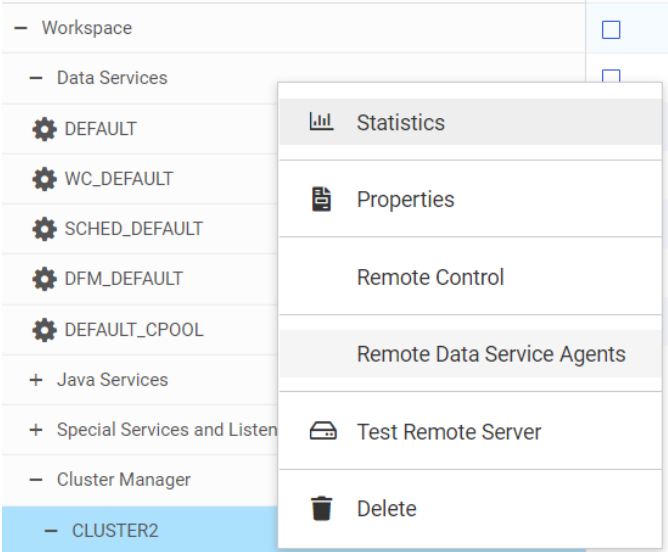 Workspace
Data Services
DEFAULT
WC_DEFAULT
SCHED_DEFAULT
DFM_DEFAULT
DEFAULT_CPOOL
Java Services
Special Services and Listen
Cluster Manager
CLUSTER2
Statistics
Properties
Remote Control
Remote Data Service Agents
Test Remote Server
Delete